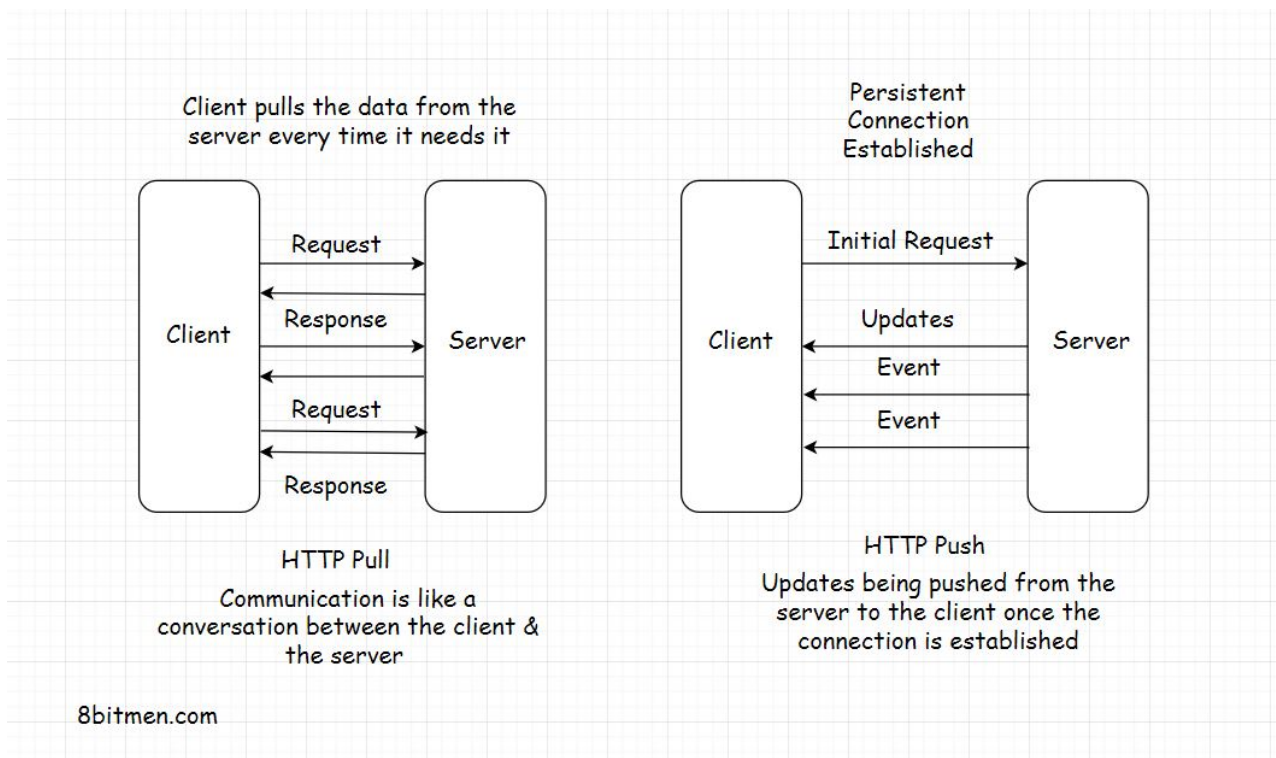 Client pulls the data from the
server every time it needs it
Client
Request
Response
Request
Response
Server
HTTP Pull
Communication is like a
conversation between the client &
the server
Persistent
Connection
Established
Client
Initial Request
Updates
Event
Event
Server
HTTP Push
Updates being pushed from the
server to the client once the
connection is established
8bitmen.com